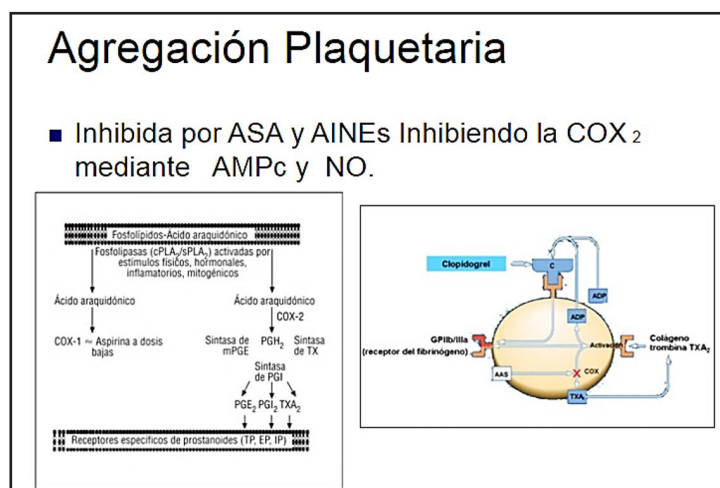 Agregación Plaquetaria
Inhibida por ASA y AINEs Inhibiendo la COX 2
mediante AMPc y NO.
Fosfolípidos-Ácido araquidónico
Fosfolipasas (cPLA2/sPLA2) activadas por
estímulos físicos, hormonales,
inflamatorios, mitogénicos
Ácido araquidónico
Ácido araquidónico
COX-2
COX-1 ≈ Aspirina a dosis
bajas
Sintasa de
mPGE
PGH2
Sintasa
de TX
Sintasa
de PGI
PGE2 PGI2 TXA2
Receptores específicos de prostanoides (TP, EP, IP)
Clopidogrel
C
ADP
ADP
GPIIb/IIIa
(receptor del fibrinógeno)
Activación
Colágeno
trombina TXA2
AAS
COX
TXA2